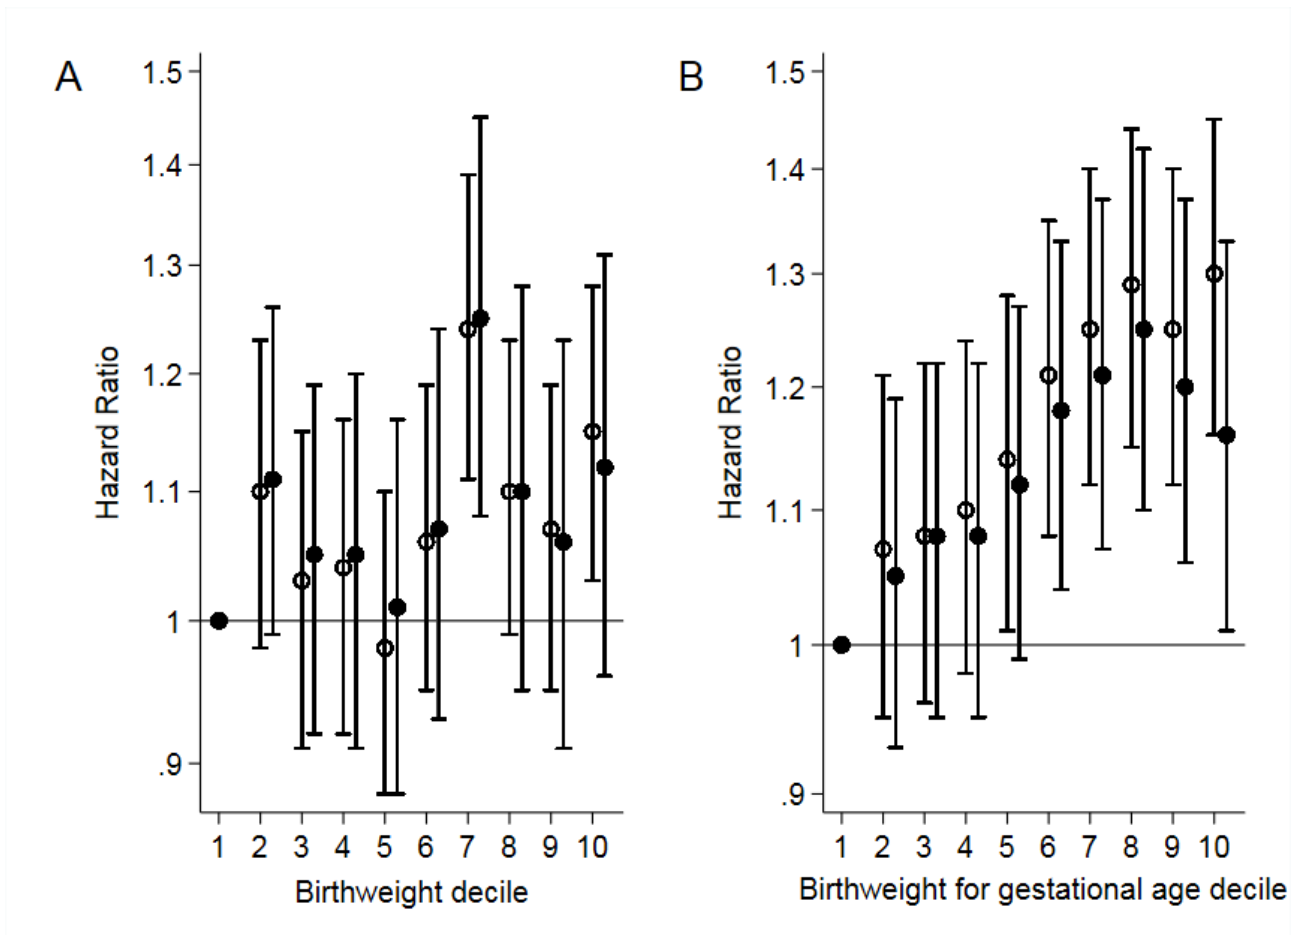 A
1.5
1.4
1.3
1.2
1.1
1
.9
Hazard Ratio
1 2 3 4 5 6 7 8 9 10
Birthweight decile
B
1.5
1.4
1.3
1.2
1.1
1
.9
Hazard Ratio
1 2 3 4 5 6 7 8 9 10
Birthweight for gestational age decile